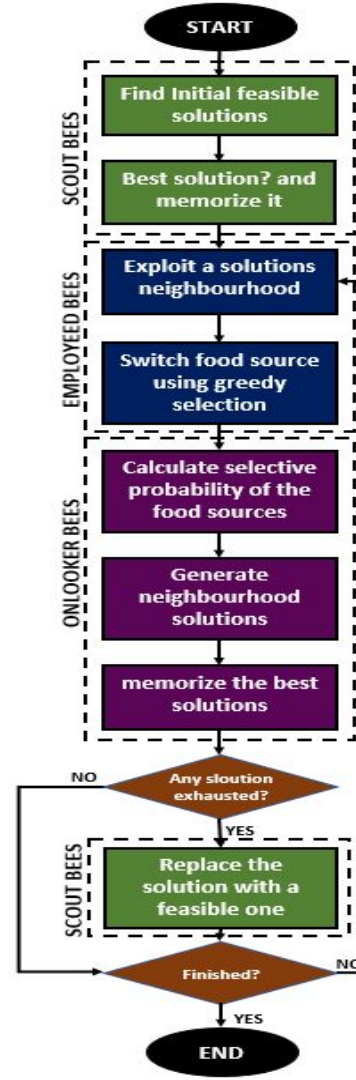 START
SCOUT BEES
Find Initial feasible
solutions
Best solution? and
memorize it
EMPLOYEED BEES
Exploit a solutions
neighbourhood
Switch food source
using greedy
selection
ONLOOKER BEES
Calculate selective
probability of the
food sources
Generate
neighbourhood
solutions
memorize the best
solutions
NO
Any sloution
exhausted?
YES
SCOUT BEES
Replace the
solution with a
feasible one
Finished?
NO
YES
END